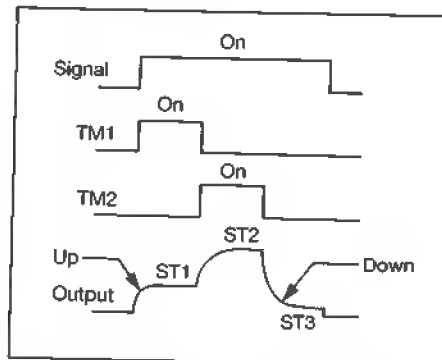 On
Signal
On
TM1
On
TM2
ST2
Up
ST1
Down
Output
ST3